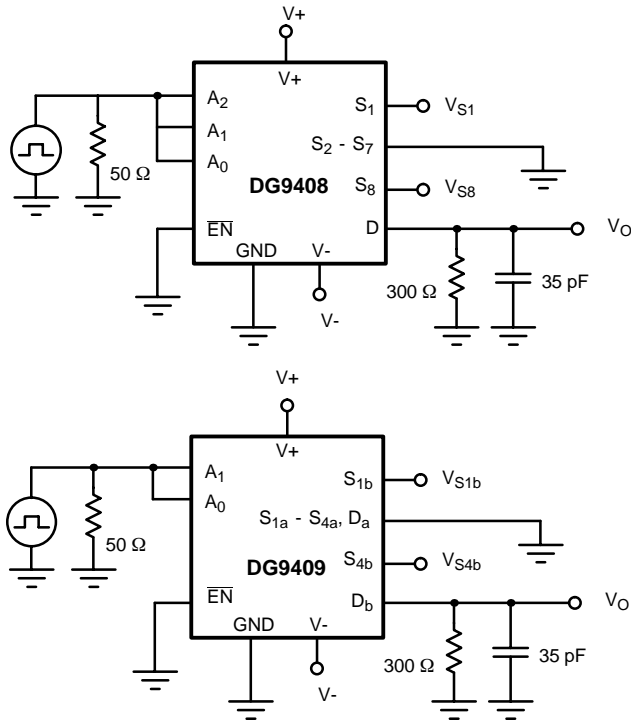 V+
V+
A2
A1
A0
50 Ω
DG9408
S1
VS1
S2 - S7
S8
VS8
EN
D
VO
GND
V-
V-
300 Ω
35 pF
V+
V+
A1
A0
50 Ω
DG9409
S1b
VS1b
S1a - S4a, Da
S4b
VS4b
EN
Db
VO
GND
V-
V-
300 Ω
35 pF